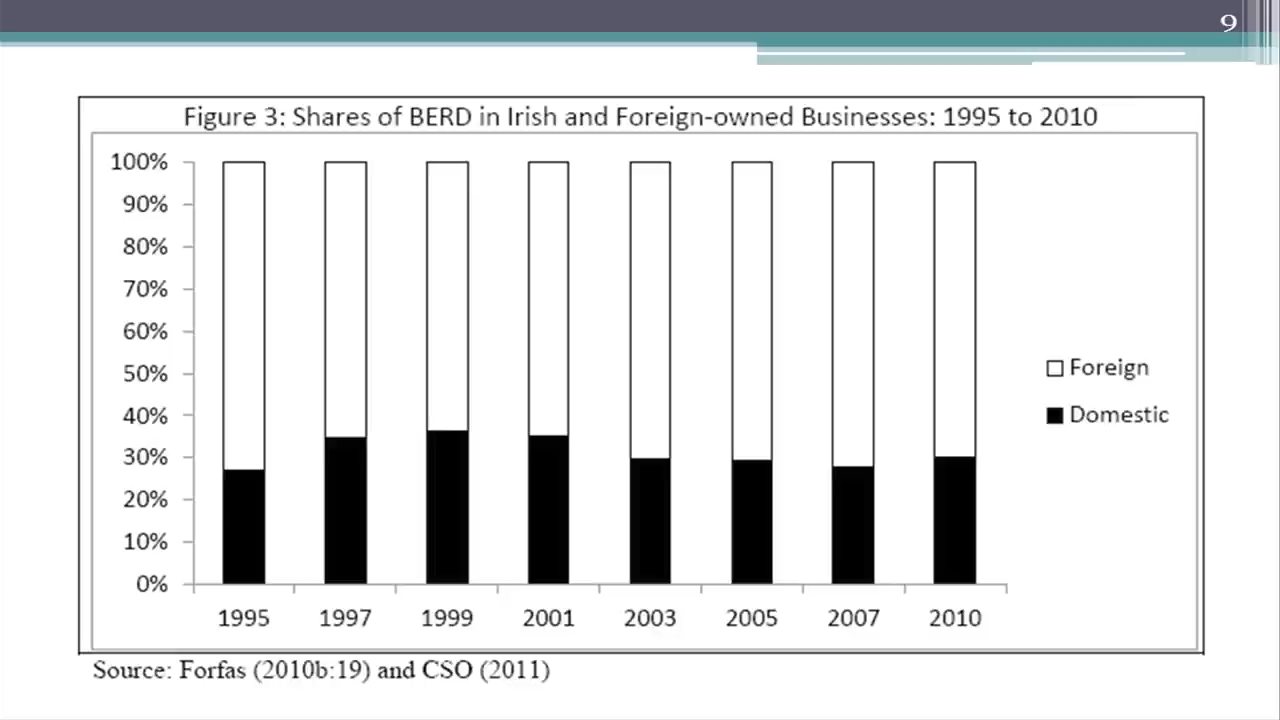 9
Figure 3: Shares of BERD in Irish and Foreign-owned Businesses: 1995 to 2010
100%
90%
80%
70%
60%
50%
40%
30%
20%
10%
0%
Foreign
Domestic
1995 1997 1999 2001 2003 2005 2007 2010
Source: Forfas (2010b:19) and CSO (2011)